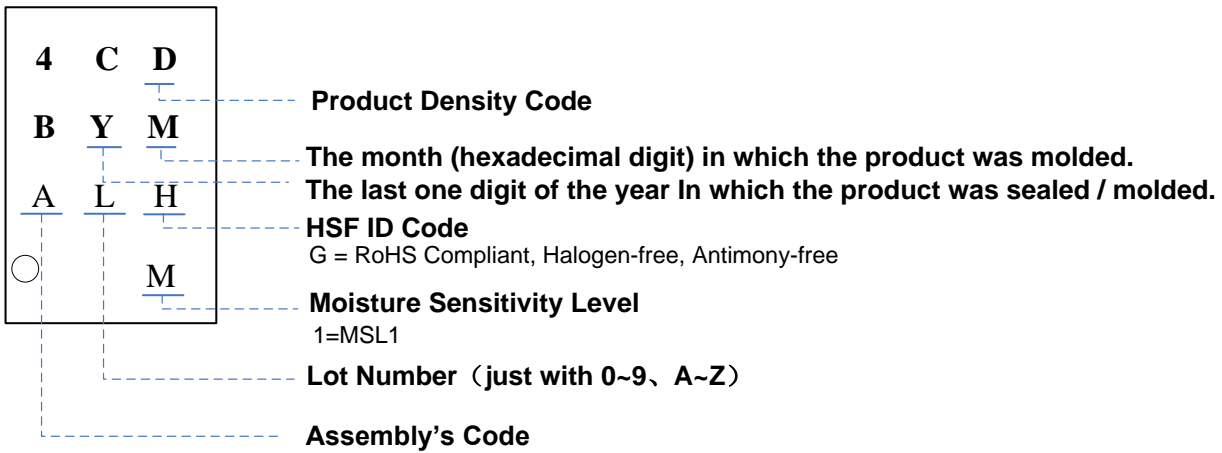 4 C D
Product Density Code
B Y M
The month (hexadecimal digit) in which the product was molded.
The last one digit of the year In which the product was sealed / molded.
A L H
HSF ID Code
G = RoHS Compliant, Halogen-free, Antimony-free
M
Moisture Sensitivity Level
1=MSL1
Lot Number（just with 0~9、A~Z）
Assembly's Code